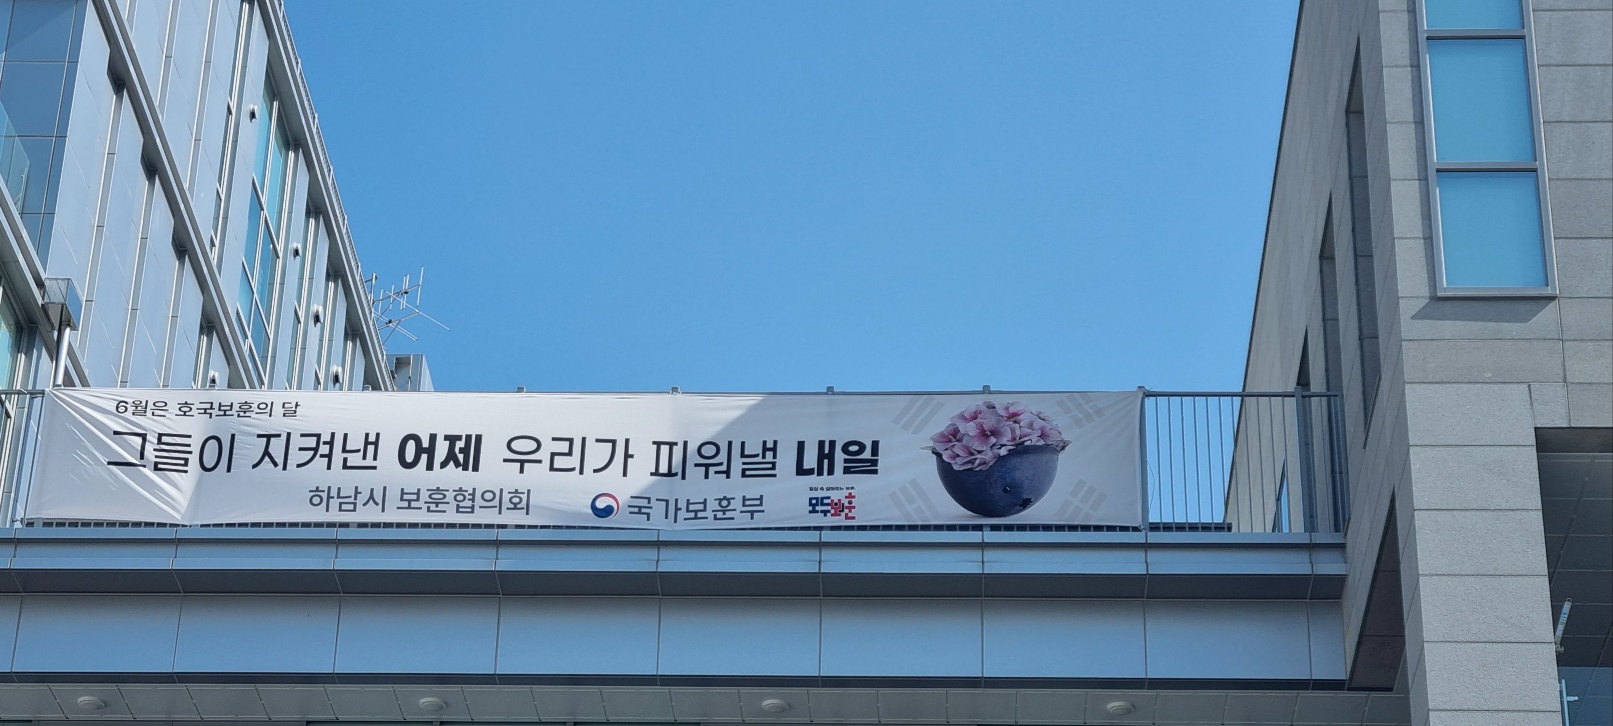 6월은 호국보훈의 달
그들이 지켜낸 어제 우리가 피워낼 내일
하남시 보훈협의회 국가보훈부 모두의보훈